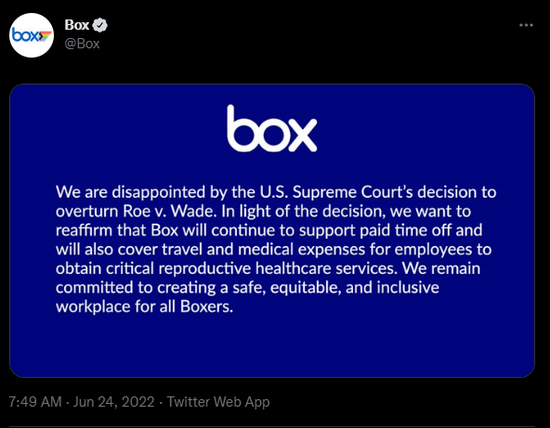 box
Box
@Box
box
We are disappointed by the U.S. Supreme Court's decision to
overturn Roe v. Wade. In light of the decision, we want to
reaffirm that Box will continue to support paid time off and
will also cover travel and medical expenses for employees to
obtain critical reproductive healthcare services. We remain
committed to creating a safe, equitable, and inclusive
workplace for all Boxers.
7:49 AM · Jun 24, 2022 · Twitter Web App